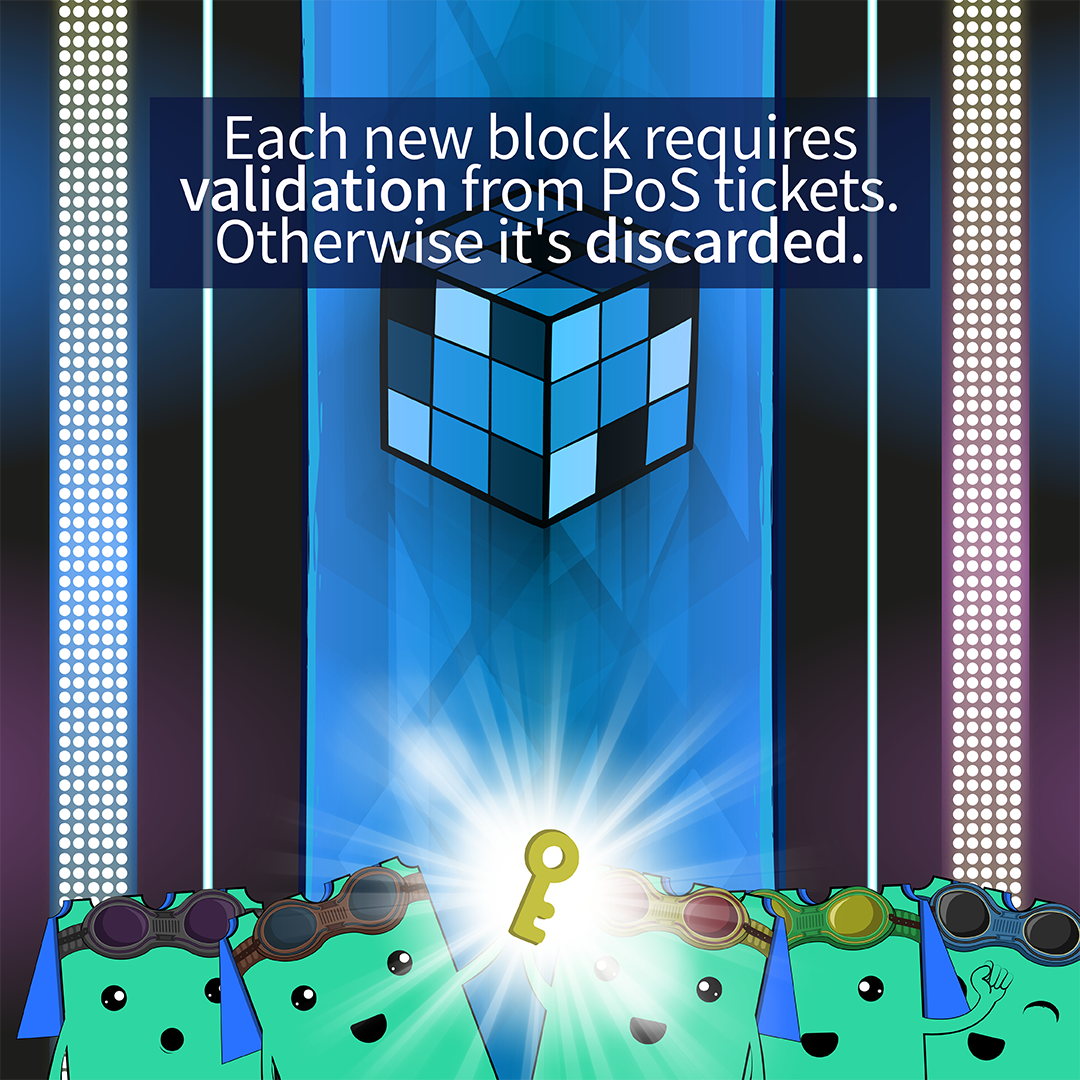 Each new block requires
validation from PoS tickets.
Otherwise it's discarded.